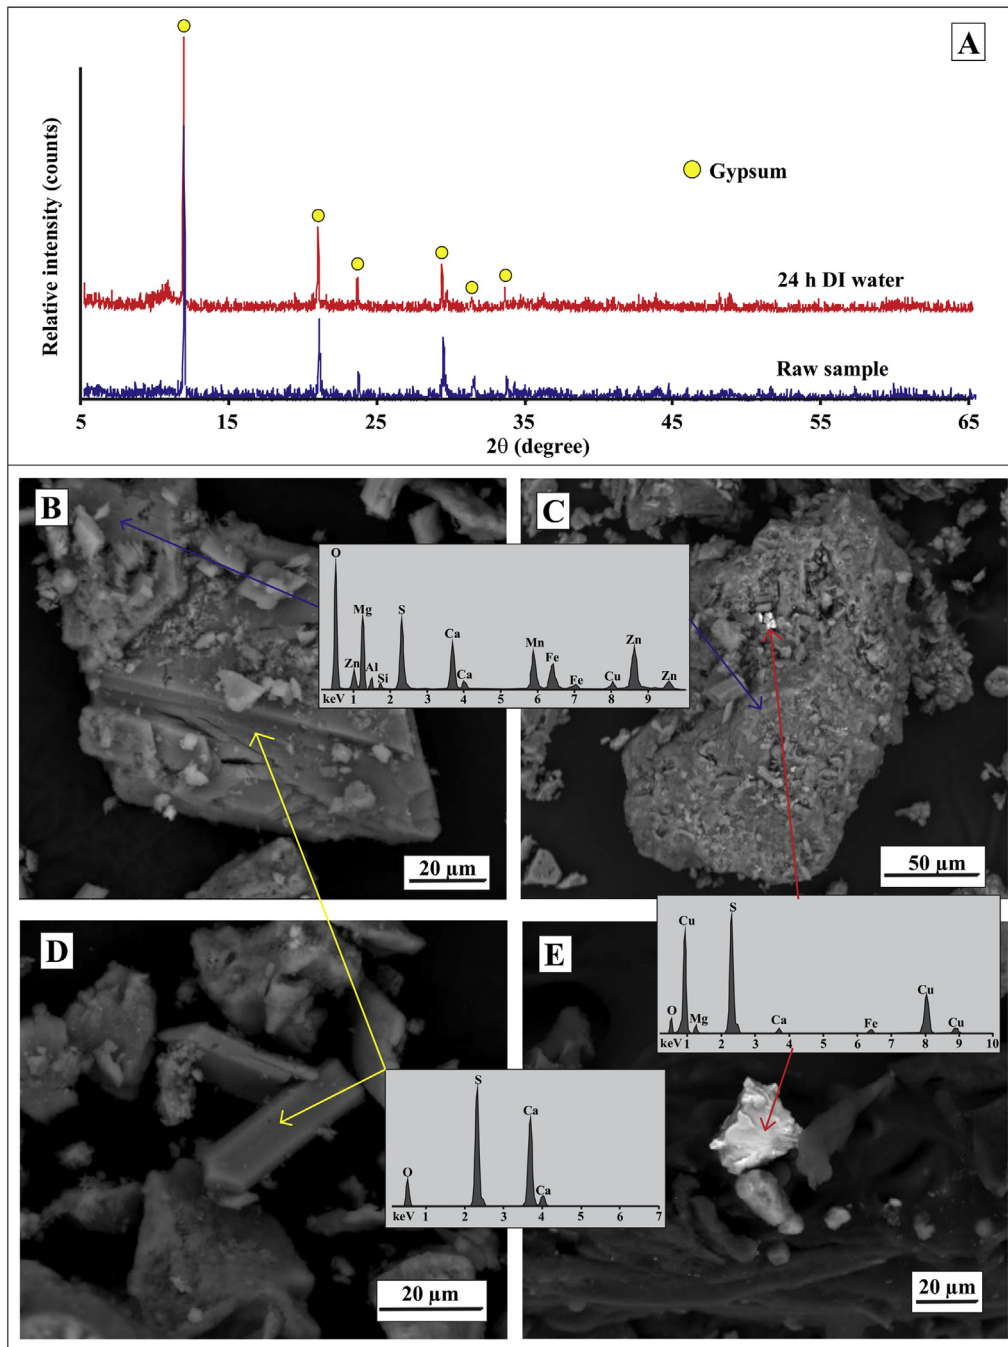 A
Relative intensity (counts)
Gypsum
24 h DI water
Raw sample
5 15 25 35 45 55 65
2θ (degree)
B
C
O
Mg
S
Ca
Mn
Zn
Fe
Zn
Al
Si
Ca
Fe
Cu
Zn
keV 1 2 3 4 5 6 7 8 9
20 µm
50 µm
D
E
Cu
S
Cu
O
Mg
Ca
Fe
Cu
keV 1 2 3 4 5 6 7 8 9 10
S
Ca
O
Ca
keV 1 2 3 4 5 6 7
20 µm
20 µm